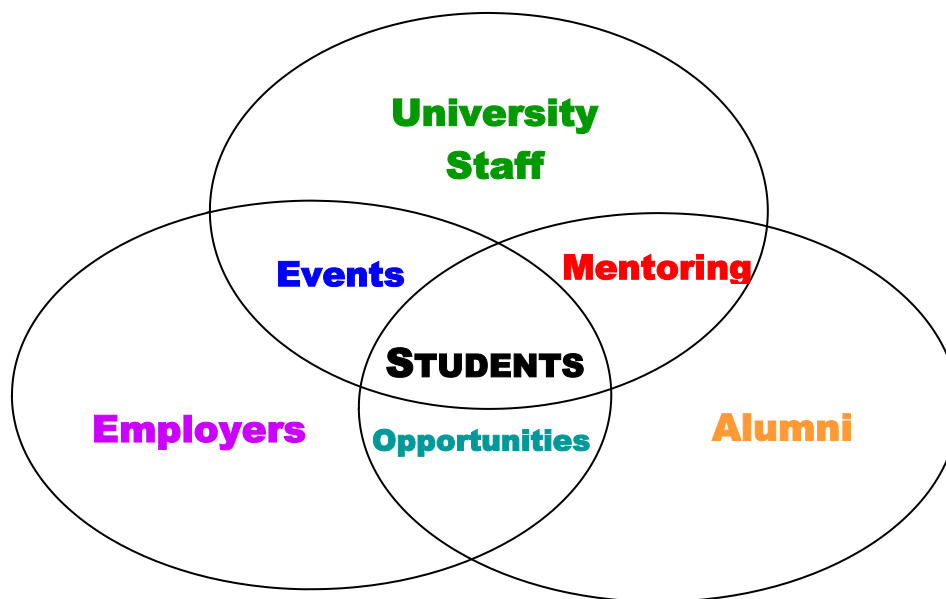 University
Staff
Events
Mentoring
STUDENTS
Employers
Opportunities
Alumni